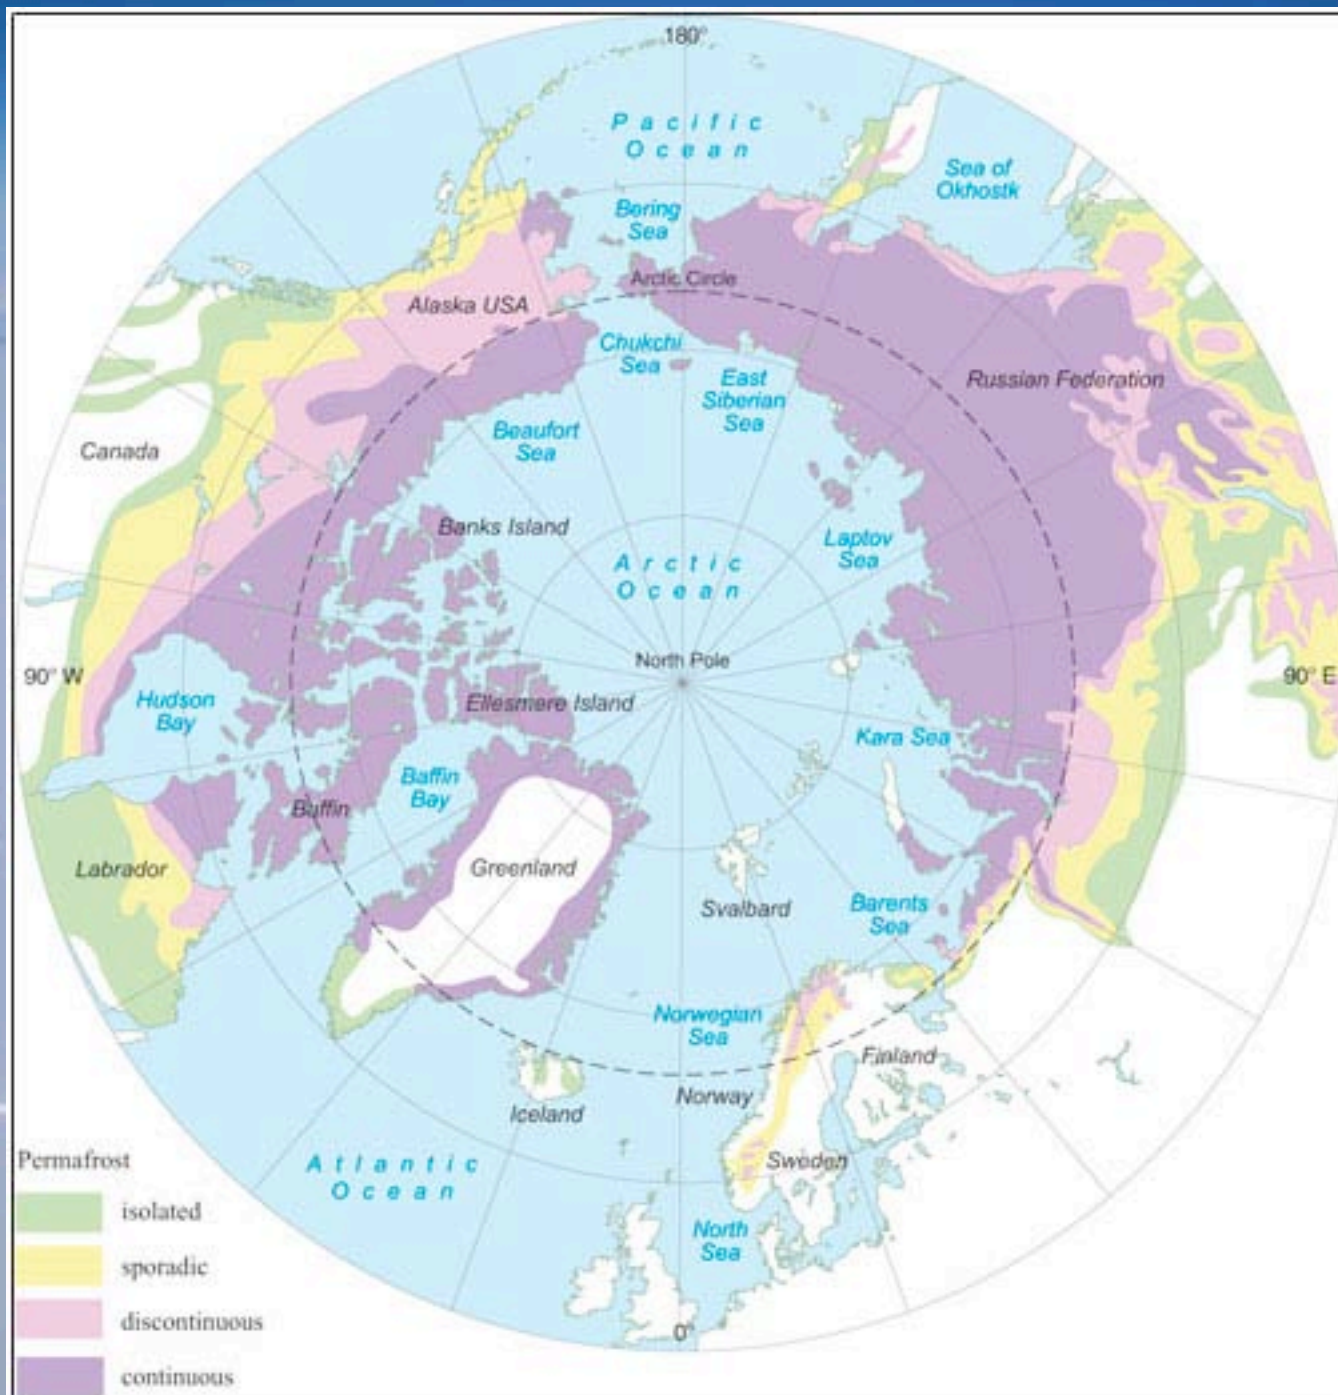 180°
Pacific
Ocean
Sea of
Okhostk
Bering
Sea
Arctic Circle
Alaska USA
Chukchi
Sea
East
Siberian
Sea
Russian Federation
Canada
Beaufort
Sea
Banks Island
Laptov
Sea
Arctic
Ocean
North Pole
90° W
90° E
Hudson
Bay
Ellesmere Island
Kara Sea
Baffin
Bay
Baffin
Labrador
Greenland
Svalbard
Barents
Sea
Norwegian
Sea
Finland
Norway
Iceland
Atlantic
Ocean
Sweden
North
Sea
0°
Permafrost
isolated
sporadic
discontinuous
continuous